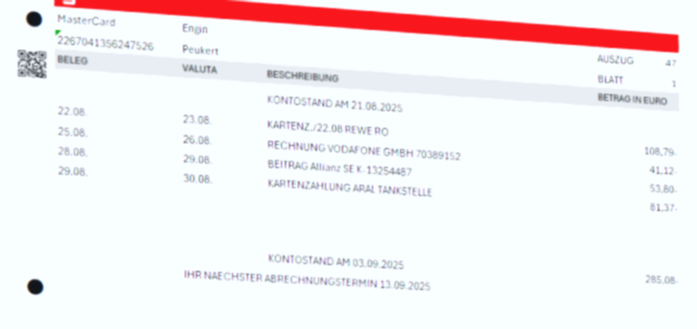 MasterCard Engin
2267041356247526 Peukert AUSZUG 47
BLATT 1
BELEG VALUTA BESCHREIBUNG BETRAG IN EURO
KONTOSTAND AM 21.08.2025
22.08. 23.08. KARTENZ./22.08 REWE RO 108,79-
25.08. 26.08. RECHNUNG VODAFONE GMBH 70389152 41,12-
28.08. 29.08. BEITRAG Allianz SE K-13254487 53,80-
29.08. 30.08. KARTENZAHLUNG ARAL TANKSTELLE 81,37-
KONTOSTAND AM 03.09.2025 285,08-
IHR NAECHSTER ABRECHNUNGSTERMIN 13.09.2025